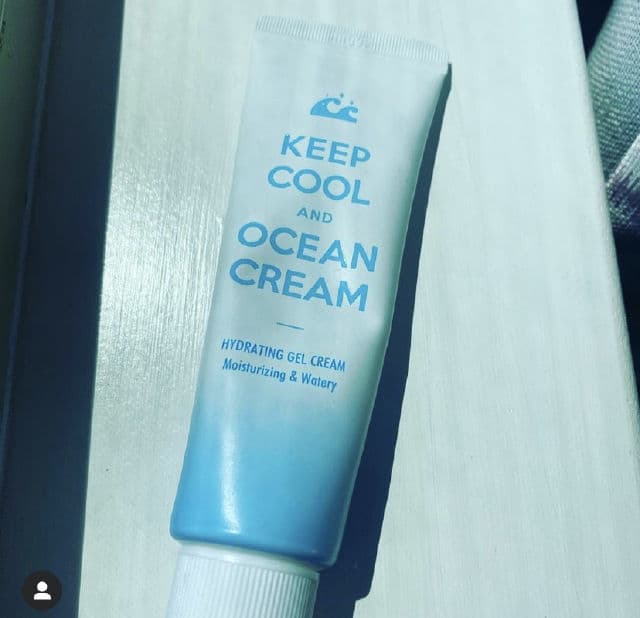 KEEP
COOL
AND
OCEAN
CREAM
HYDRATING GEL CREAM
Moisturizing & Watery